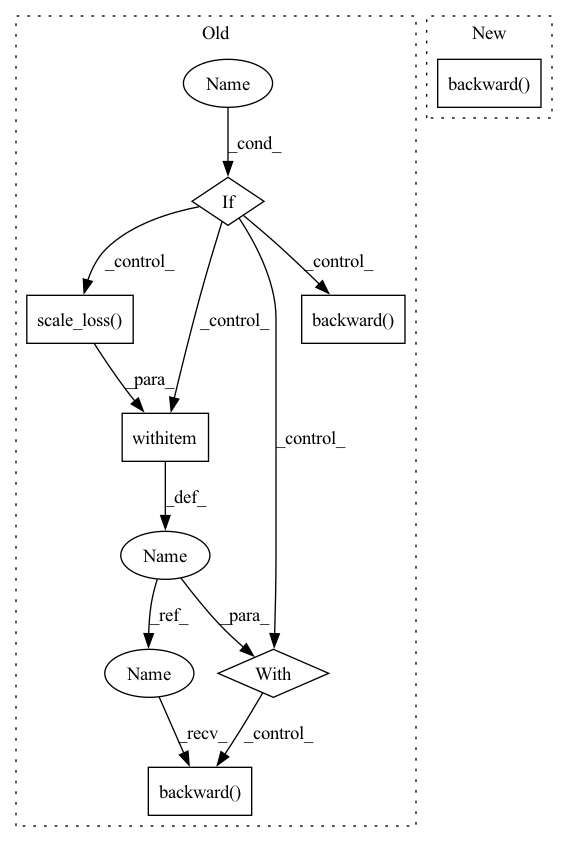 Old
New
Name
backward()
_cond_
If
_control_
_control_
scale_loss()
_control_
backward()
_para_
_control_
withitem
_def_
Name
_ref_
_para_
Name
With
_recv_
_control_
backward()